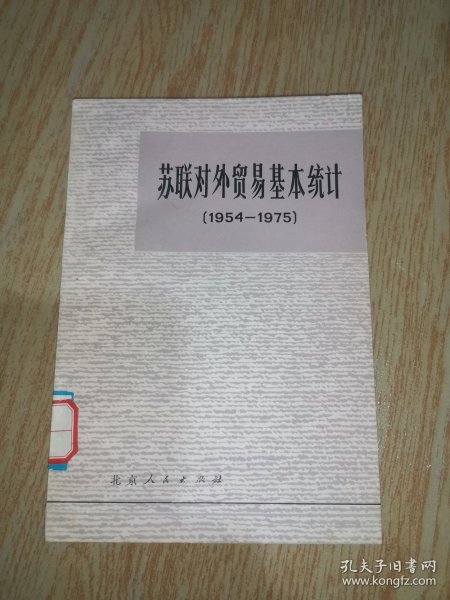 苏联对外贸易基本统计
(1954—1975)
北京人民出版社
孔夫子旧书网
www.kongfz.com